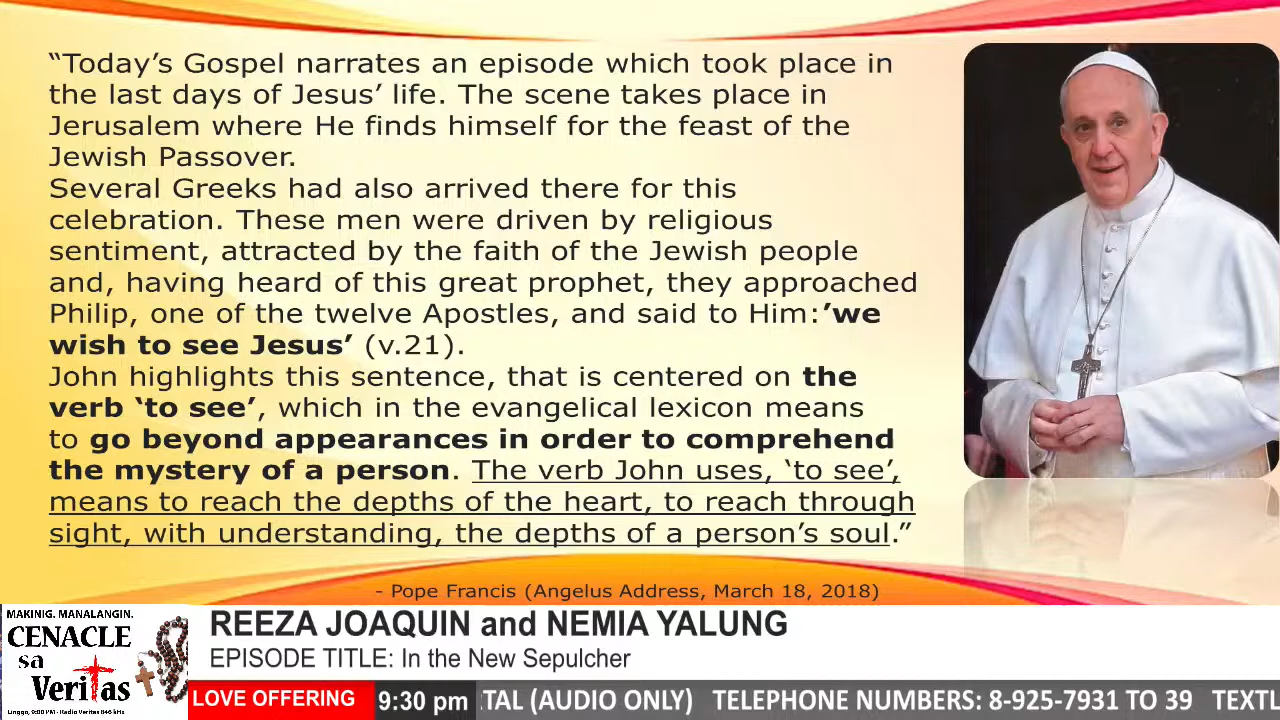 “Today’s Gospel narrates an episode which took place in
the last days of Jesus’ life. The scene takes place in
Jerusalem where He finds himself for the feast of the
Jewish Passover.
Several Greeks had also arrived there for this
celebration. These men were driven by religious
sentiment, attracted by the faith of the Jewish people
and, having heard of this great prophet, they approached
Philip, one of the twelve Apostles, and said to Him:’we
wish to see Jesus’ (v.21).
John highlights this sentence, that is centered on the
verb ‘to see’, which in the evangelical lexicon means
to go beyond appearances in order to comprehend
the mystery of a person. The verb John uses, ‘to see’,
means to reach the depths of the heart, to reach through
sight, with understanding, the depths of a person’s soul.”
- Pope Francis (Angelus Address, March 18, 2018)
MAKINIG. MANALANGIN.
CENACLE
sa
Veritas
Linggo, 9:00 PM - Radio Veritas 846 kHz
REEZA JOAQUIN and NEMIA YALUNG
EPISODE TITLE: In the New Sepulcher
LOVE OFFERING
9:30 pm
TAL (AUDIO ONLY) TELEPHONE NUMBERS: 8-925-7931 TO 39 TEXTL